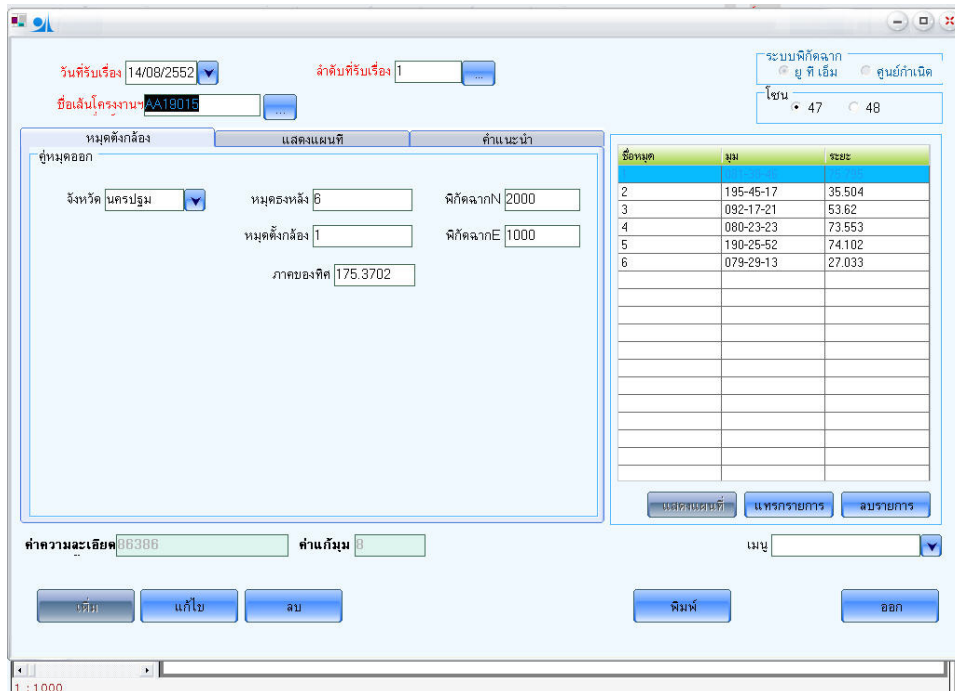 วันที่รับเรื่อง 14/08/2552 ลำดับที่รับเรื่อง 1 ...
ระบบพิกัดฉาก
ยู ที เอ็ม ศูนย์กำเนิด
ชื่อเส้นโครงงานฯ AA19015 ...
โซน
47 48
หมุดตั้งกล้อง แสดงแผนที่ คำแนะนำ
คู่หมุดออก
จังหวัด นครปฐม หมุดธงหลัง 6 พิกัดฉากN 2000
หมุดตั้งกล้อง 1 พิกัดฉากE 1000
ภาคของทิศ 175.3702
ชื่อหมุด มุม ระยะ
1
2 195-45-17 35.504
3 092-17-21 53.62
4 080-23-23 73.553
5 190-25-52 74.102
6 079-29-13 27.033
แสดงแผนที่ แทรกรายการ ลบรายการ
ค่าความละเอียด 86386 ค่าแก้มุม 8 เมนู
เพิ่ม แก้ไข ลบ พิมพ์ ออก
1 : 1000